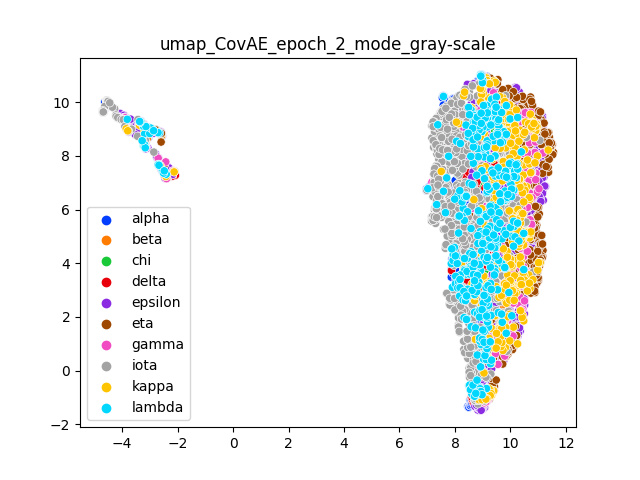 umap_CovAE_epoch_2_mode_gray-scale
10
8
6
4
2
0
−2
alpha
beta
chi
delta
epsilon
eta
gamma
iota
kappa
lambda
−4 −2 0 2 4 6 8 10 12